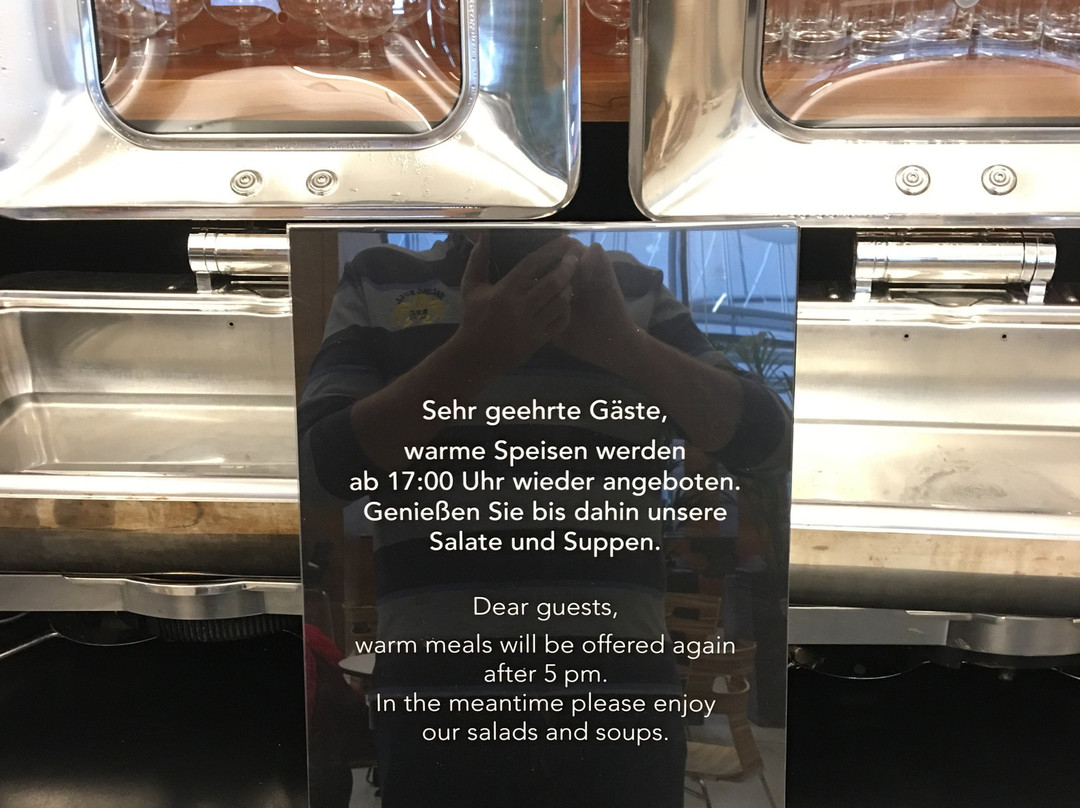 Sehr geehrte Gäste,
warme Speisen werden
ab 17:00 Uhr wieder angeboten.
Genießen Sie bis dahin unsere
Salate und Suppen.
Dear guests,
warm meals will be offered again
after 5 pm.
In the meantime please enjoy
our salads and soups.